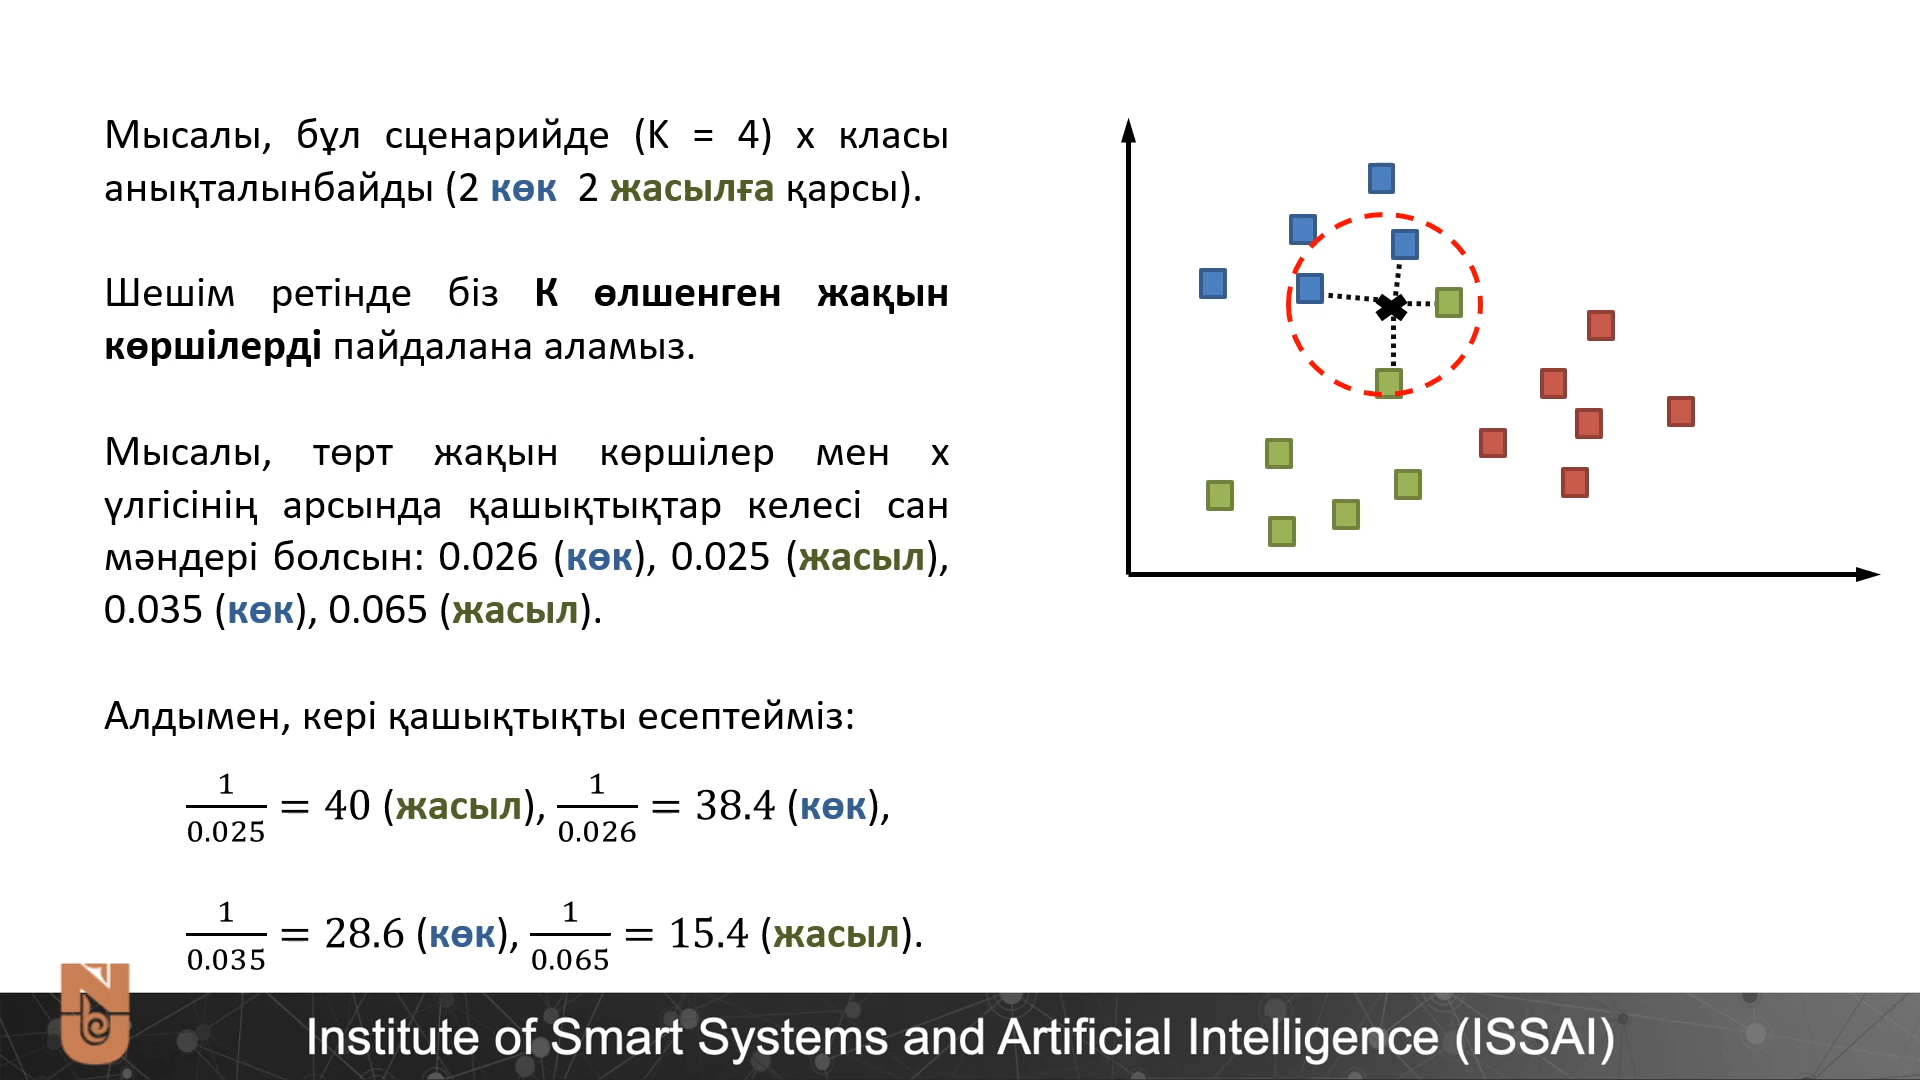 Мысалы, бұл сценарийде (K = 4) x класы
анықталынбайды (2 көк 2 жасылға қарсы).
Шешім ретінде біз К өлшенген жақын
көршілерді пайдалана аламыз.
Мысалы, төрт жақын көршілер мен x
үлгісінің арсында қашықтықтар келесі сан
мәндері болсын: 0.026 (көк), 0.025 (жасыл),
0.035 (көк), 0.065 (жасыл).
Алдымен, кері қашықтықты есептейміз:
1/0.025 = 40 (жасыл), 1/0.026 = 38.4 (көк),
1/0.035 = 28.6 (көк), 1/0.065 = 15.4 (жасыл).
Institute of Smart Systems and Artificial Intelligence (ISSAI)